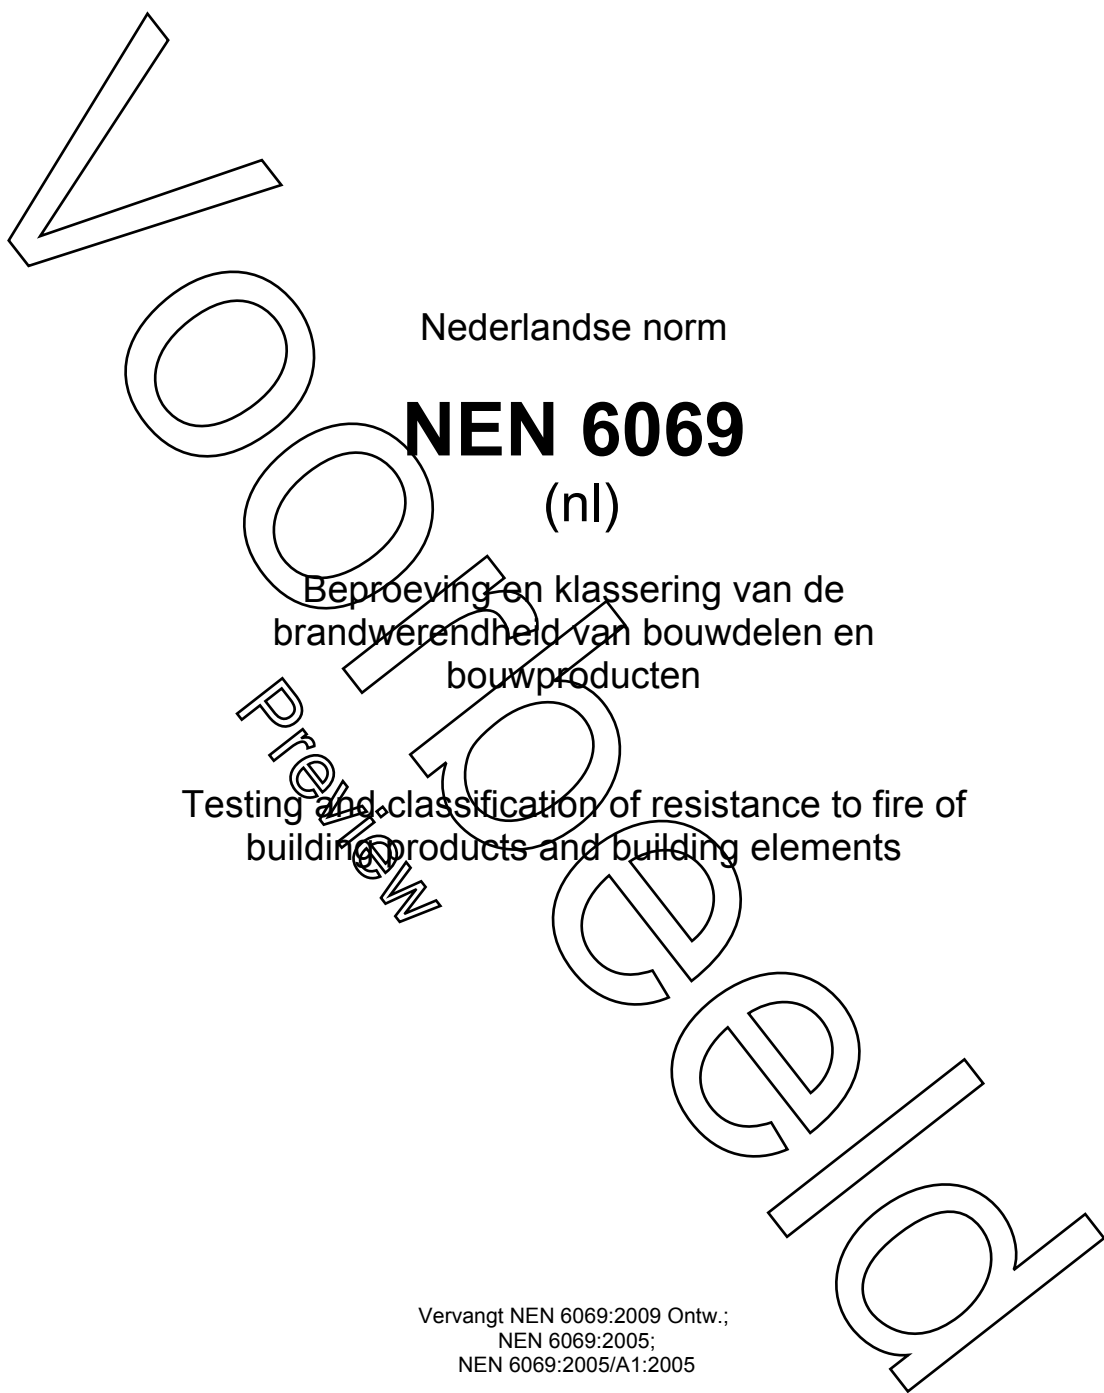 Nederlandse norm
NEN 6069
(nl)
Beproeving en klassering van de
brandwerendheid van bouwdelen en
bouwproducten
Testing and classification of resistance to fire of
building products and building elements
Vervangt NEN 6069:2009 Ontw.;
NEN 6069:2005;
NEN 6069:2005/A1:2005
Voorbeeld
Preview